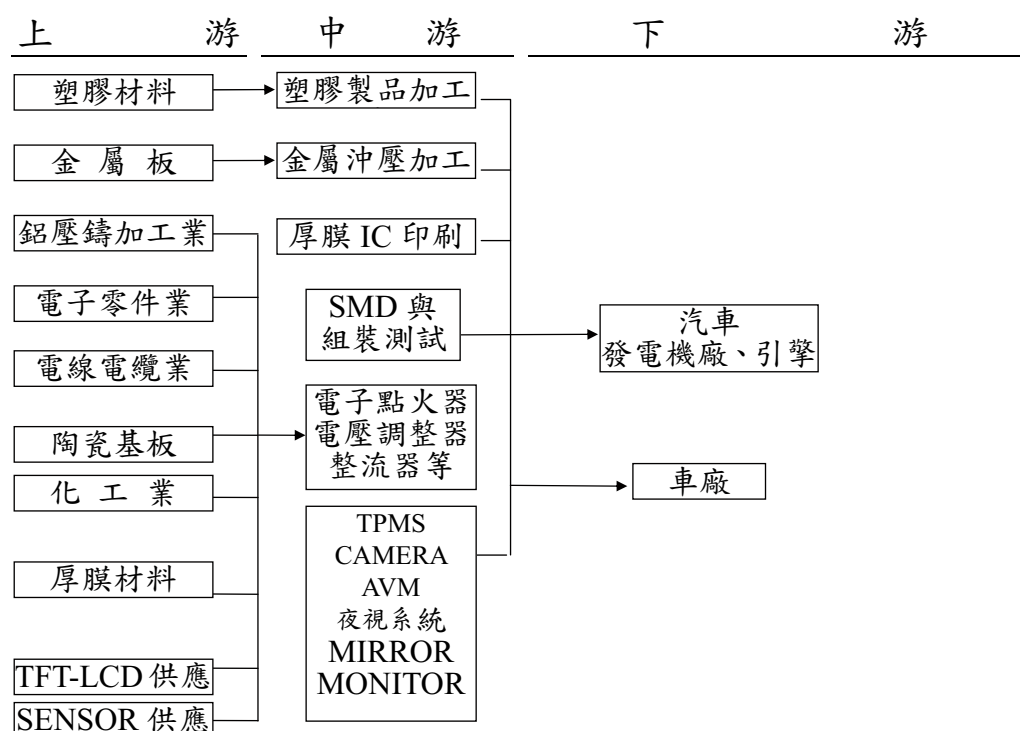 上游 中游 下游
塑膠材料
塑膠製品加工
金屬板
金屬沖壓加工
鋁壓鑄加工業
厚膜 IC 印刷
電子零件業
SMD 與
組裝測試
汽車
發電機廠、引擎
電線電纜業
電子點火器
電壓調整器
整流器等
陶瓷基板
化工業
車廠
厚膜材料
TPMS
CAMERA
AVM
夜視系統
MIRROR
MONITOR
TFT-LCD 供應
SENSOR 供應